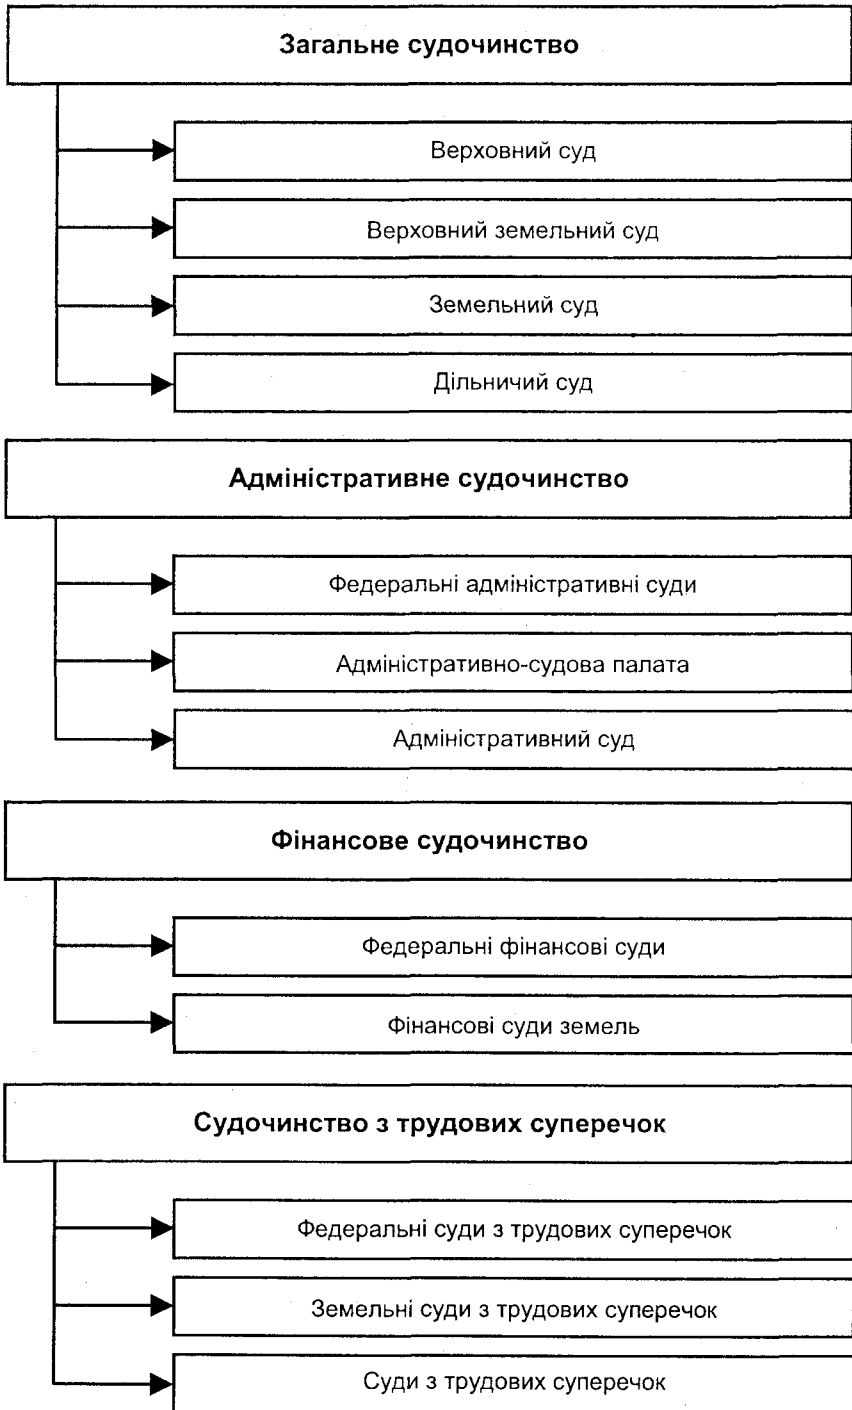 Загальне судочинство
Верховний суд
Верховний земельний суд
Земельний суд
Дільничий суд
Адміністративне судочинство
Федеральні адміністративні суди
Адміністративно-судова палата
Адміністративний суд
Фінансове судочинство
Федеральні фінансові суди
Фінансові суди земель
Судочинство з трудових суперечок
Федеральні суди з трудових суперечок
Земельні суди з трудових суперечок
Суди з трудових суперечок